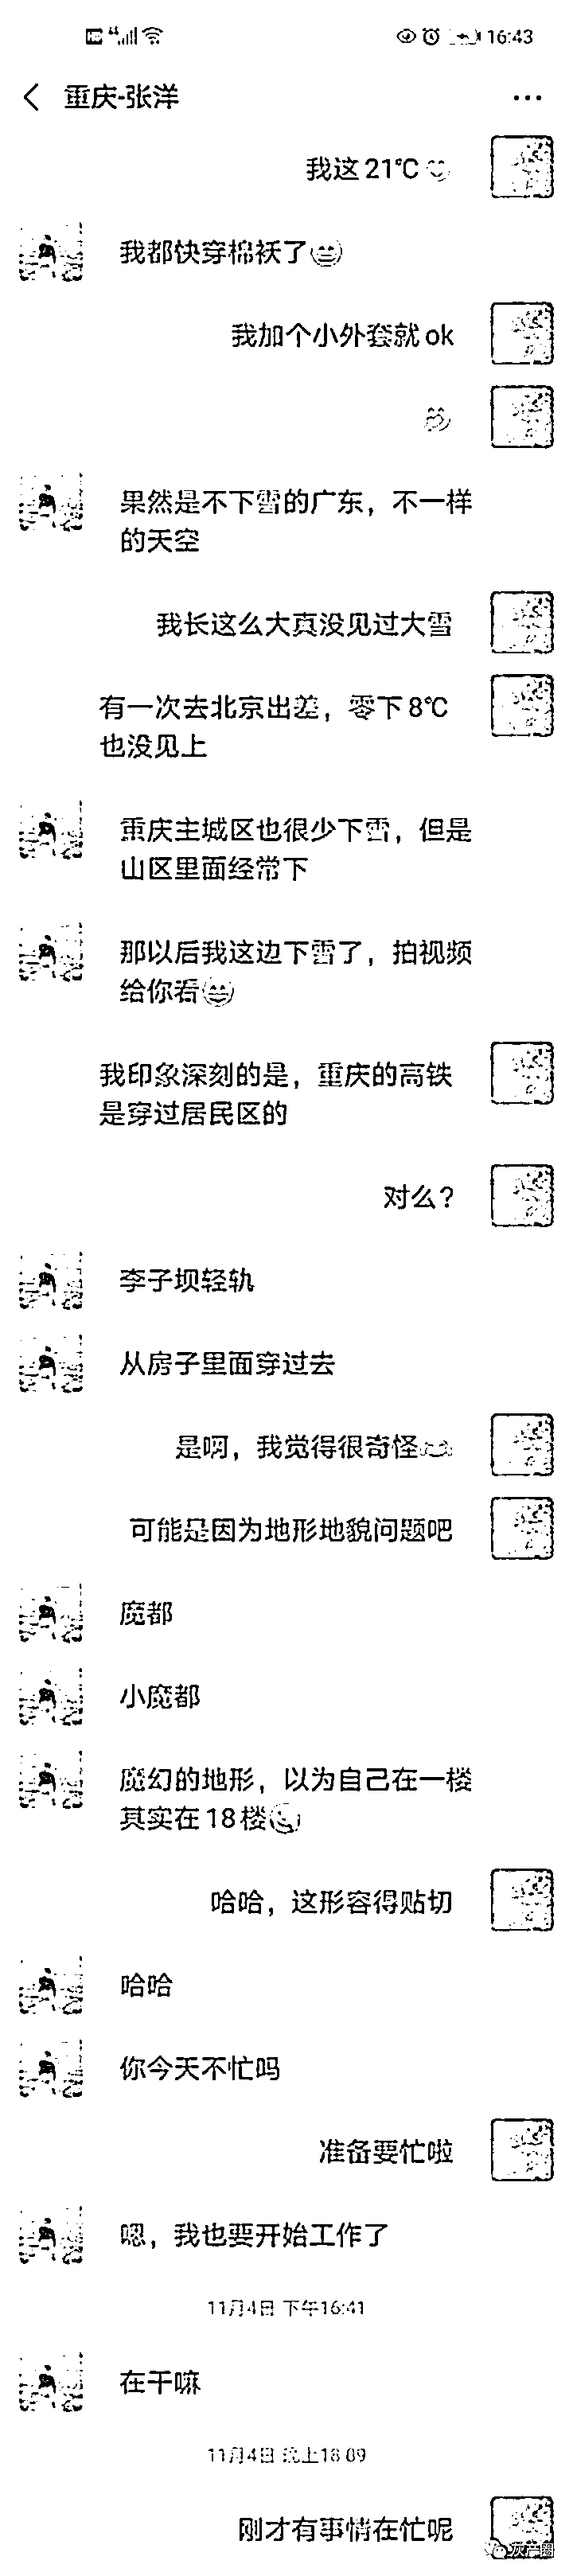 16:43
重庆-张洋
我这21℃
我都快穿棉袄了
我加个小外套就ok
果然是不下雪的广东，不一样
的天空
我长这么大真没见过大雪
有一次去北京出差，零下8℃
也没见上
重庆主城区也很少下雪，但是
山区里面经常下
那以后我这边下雪了，拍视频
给你看
我印象深刻的是，重庆的高铁
是穿过居民区的
对么？
李子坝轻轨
从房子里面穿过去
是啊，我觉得很奇怪
可能是因为地形地貌问题吧
魔都
小魔都
魔幻的地形，以为自己在一楼
其实在18楼
哈哈，这形容得贴切
哈哈
你今天不忙吗
准备要忙啦
嗯，我也要开始工作了
11月4日 下午16:41
在干嘛
11月4日 晚上18:09
刚才有事情在忙呢
灰产圈